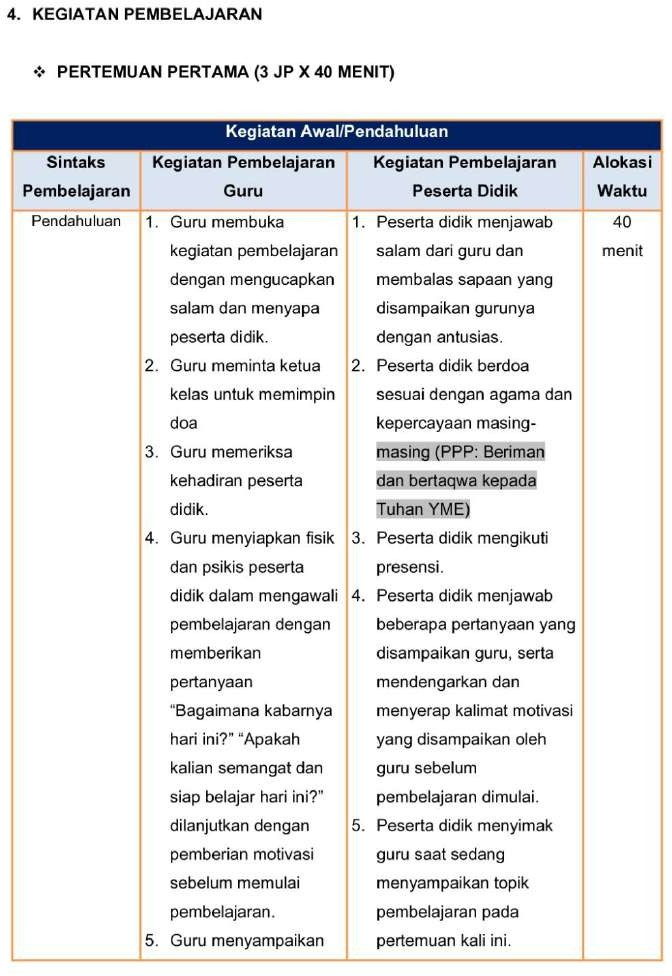 4. KEGIATAN PEMBELAJARAN
❖ PERTEMUAN PERTAMA (3 JP X 40 MENIT)
Kegiatan Awal/Pendahuluan
Sintaks Pembelajaran
Kegiatan Pembelajaran Guru
Kegiatan Pembelajaran Peserta Didik
Alokasi Waktu
Pendahuluan
1. Guru membuka
kegiatan pembelajaran
dengan mengucapkan
salam dan menyapa
peserta didik.
2. Guru meminta ketua
kelas untuk memimpin
doa
3. Guru memeriksa
kehadiran peserta
didik.
4. Guru menyiapkan fisik
dan psikis peserta
didik dalam mengawali
pembelajaran dengan
memberikan
pertanyaan
“Bagaimana kabarnya
hari ini?” “Apakah
kalian semangat dan
siap belajar hari ini?”
dilanjutkan dengan
pemberian motivasi
sebelum memulai
pembelajaran.
5. Guru menyampaikan
1. Peserta didik menjawab
salam dari guru dan
membalas sapaan yang
disampaikan gurunya
dengan antusias.
2. Peserta didik berdoa
sesuai dengan agama dan
kepercayaan masing-
masing (PPP: Beriman
dan bertaqwa kepada
Tuhan YME)
3. Peserta didik mengikuti
presensi.
4. Peserta didik menjawab
beberapa pertanyaan yang
disampaikan guru, serta
mendengarkan dan
menyerap kalimat motivasi
yang disampaikan oleh
guru sebelum
pembelajaran dimulai.
5. Peserta didik menyimak
guru saat sedang
menyampaikan topik
pembelajaran pada
pertemuan kali ini.
40
menit